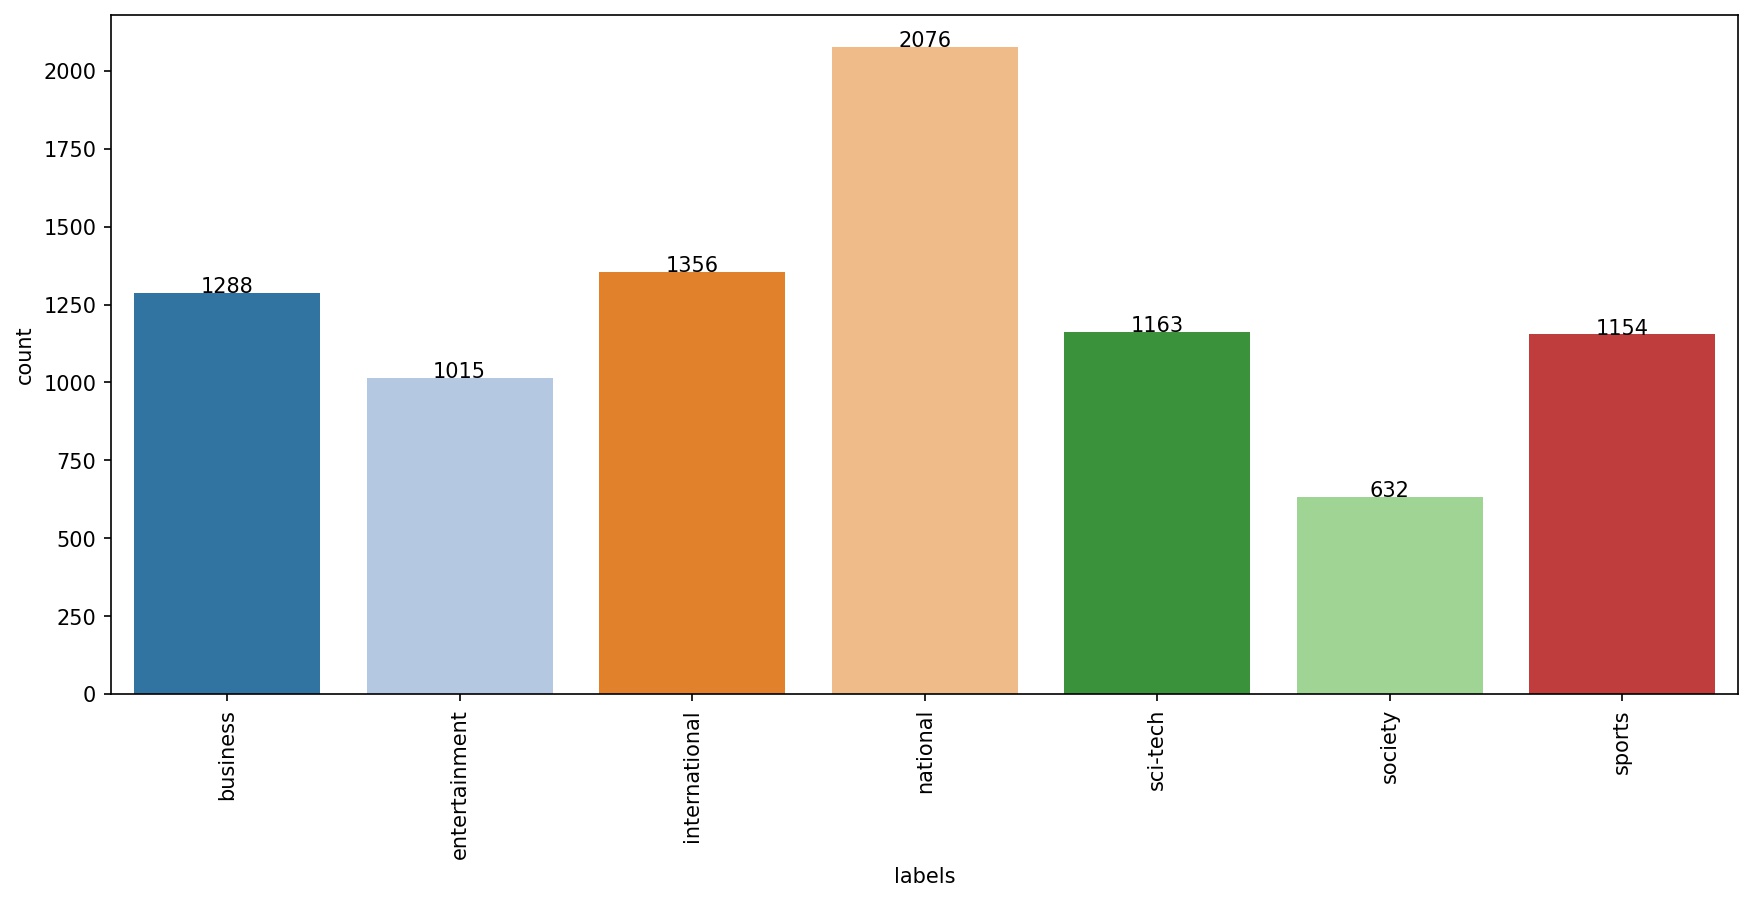 2076
2000
1750
1500
1356
1288
1250
1163
1154
1015
1000
750
632
500
250
0
count
business
entertainment
international
national
sci-tech
society
sports
labels